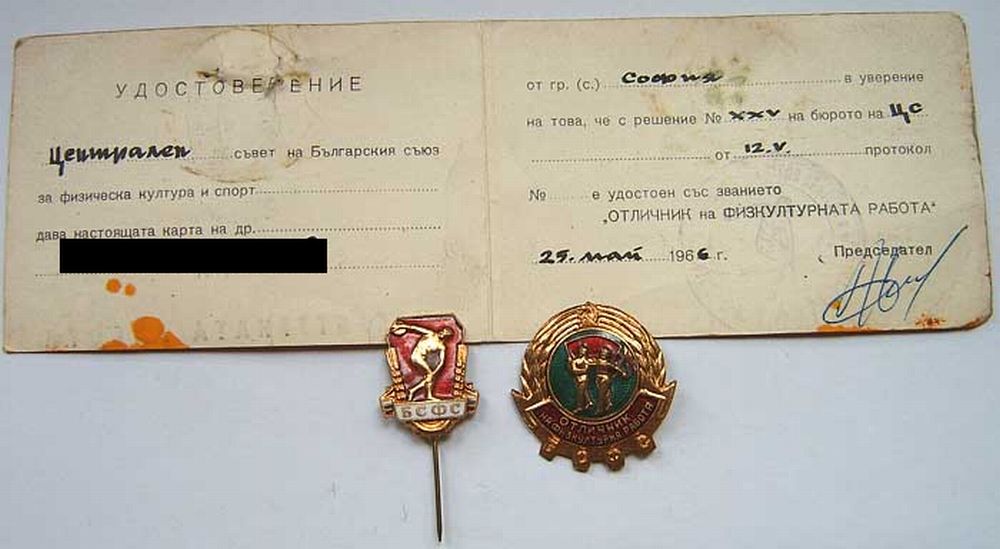 УДОСТОВЕРЕНИЕ
Централен съвет на Българския съюз
за физическа култура и спорт
дава настоящата карта на др.
от гр. (с.) София в уверение
на това, че с решение № XXV на бюрото на ЦС
от 12.V. протокол
№ е удостоен със званието
„ОТЛИЧНИК на ФИЗКУЛТУРНАТА РАБОТА"
25. май 1966 г. Председател
БСФС
ОТЛИЧНИК
НА ФИЗКУЛТУРНА РАБОТА